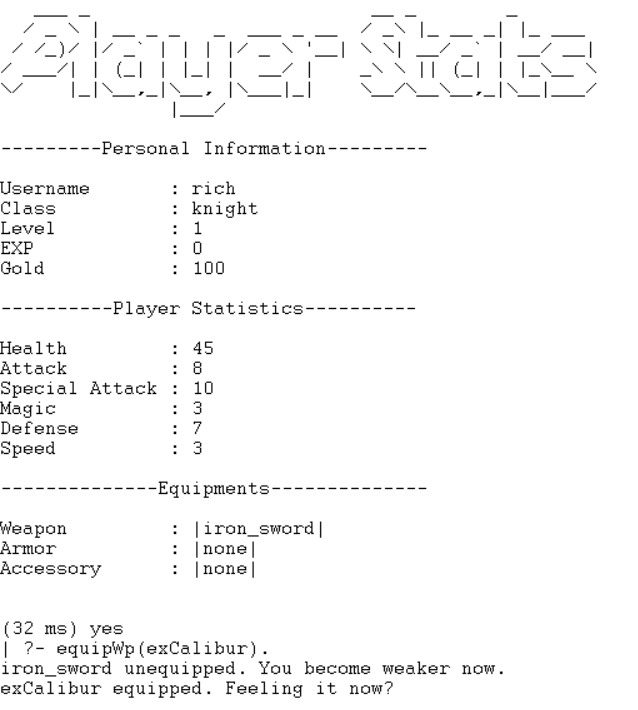 Player Stats
---------Personal Information---------
Username : rich
Class : knight
Level : 1
EXP : 0
Gold : 100
----------Player Statistics----------
Health : 45
Attack : 8
Special Attack : 10
Magic : 3
Defense : 7
Speed : 3
--------------Equipments--------------
Weapon : |iron_sword|
Armor : |none|
Accessory : |none|
(32 ms) yes
| ?- equipWp(exCalibur).
iron_sword unequipped. You become weaker now.
exCalibur equipped. Feeling it now?